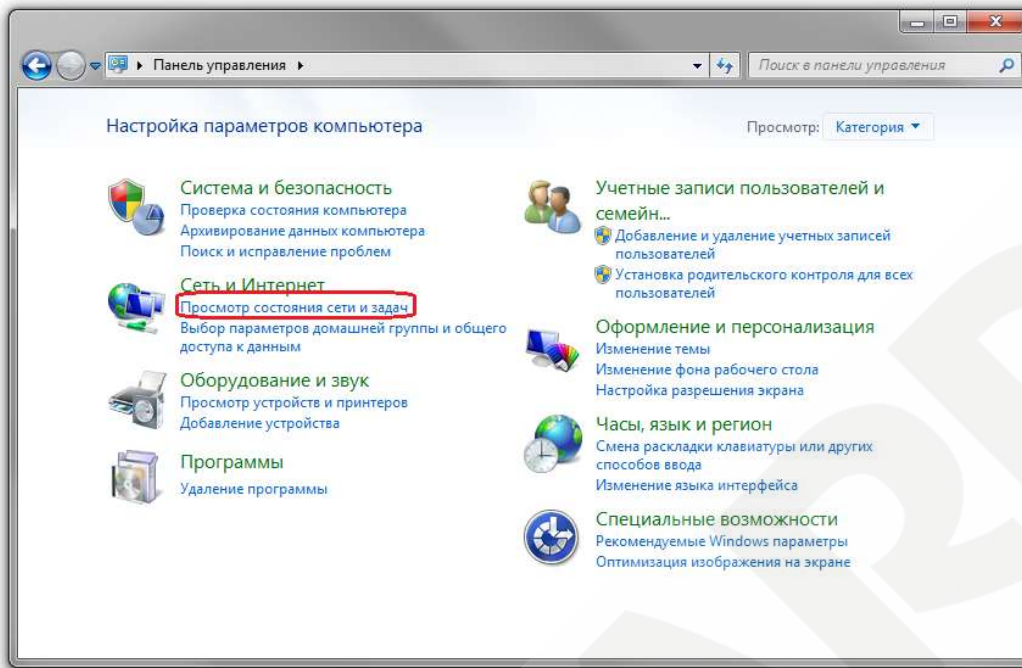 Панель управления
Поиск в панели управления
Настройка параметров компьютера
Просмотр: Категория
Система и безопасность
Проверка состояния компьютера
Архивирование данных компьютера
Поиск и исправление проблем
Сеть и Интернет
Просмотр состояния сети и задач
Выбор параметров домашней группы и общего
доступа к данным
Оборудование и звук
Просмотр устройств и принтеров
Добавление устройства
Программы
Удаление программы
Учетные записи пользователей и
семейн...
Добавление и удаление учетных записей
пользователей
Установка родительского контроля для всех
пользователей
Оформление и персонализация
Изменение темы
Изменение фона рабочего стола
Настройка разрешения экрана
Часы, язык и регион
Смена раскладки клавиатуры или других
способов ввода
Изменение языка интерфейса
Специальные возможности
Рекомендуемые Windows параметры
Оптимизация изображения на экране